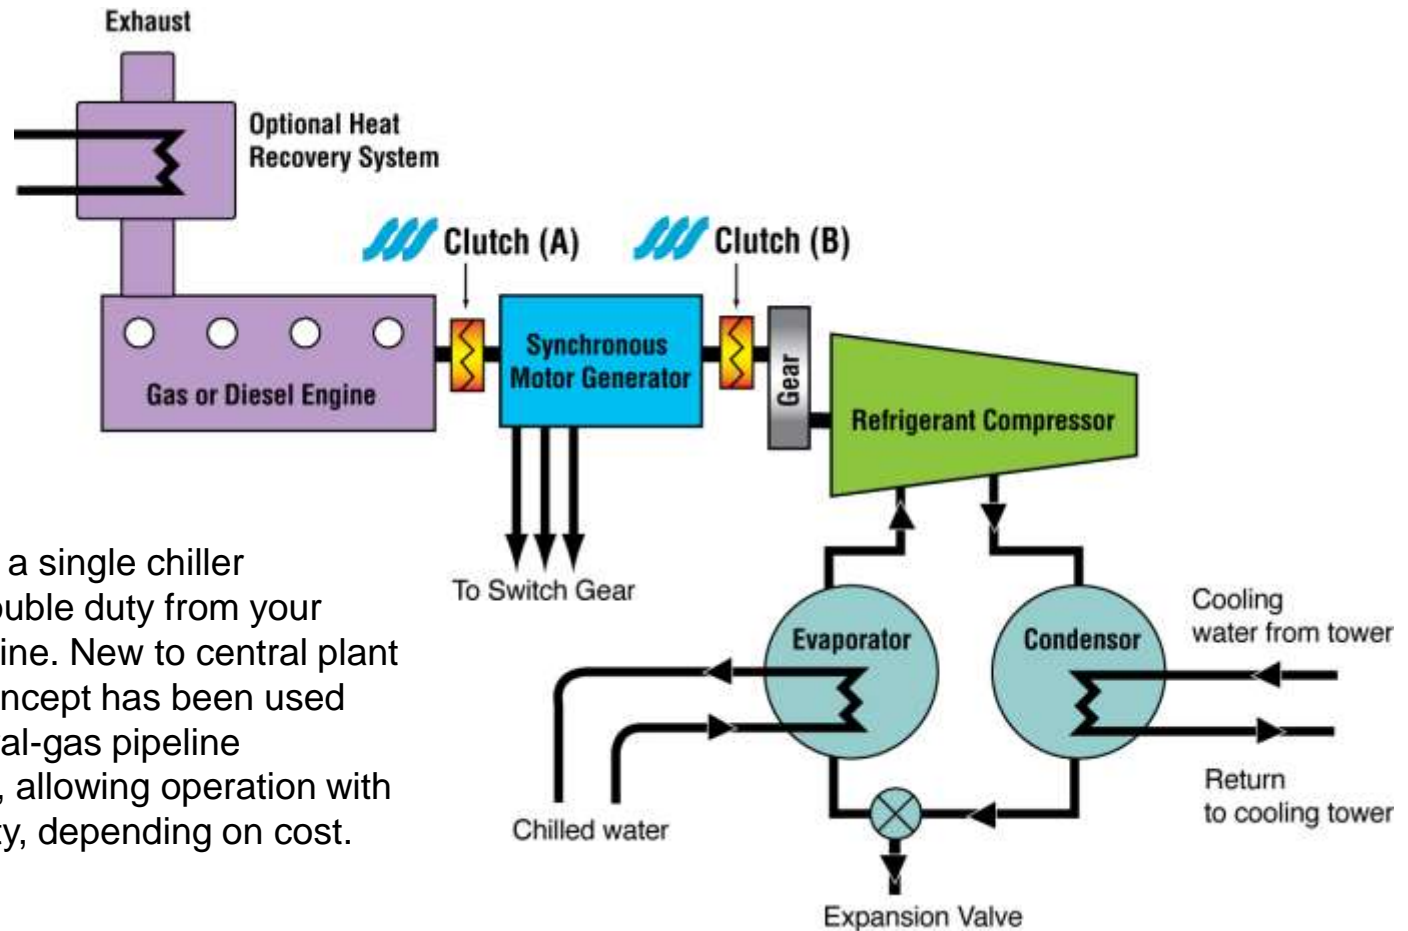 Exhaust
Optional Heat
Recovery System
Clutch (A)
Clutch (B)
Synchronous
Motor Generator
Gear
Gas or Diesel Engine
Refrigerant Compressor
To Switch Gear
Evaporator
Condensor
Cooling
water from tower
Return
to cooling tower
Chilled water
Expansion Valve
a single chiller
ouble duty from your
ine. New to central plant
ncept has been used
al-gas pipeline
, allowing operation with
ty, depending on cost.